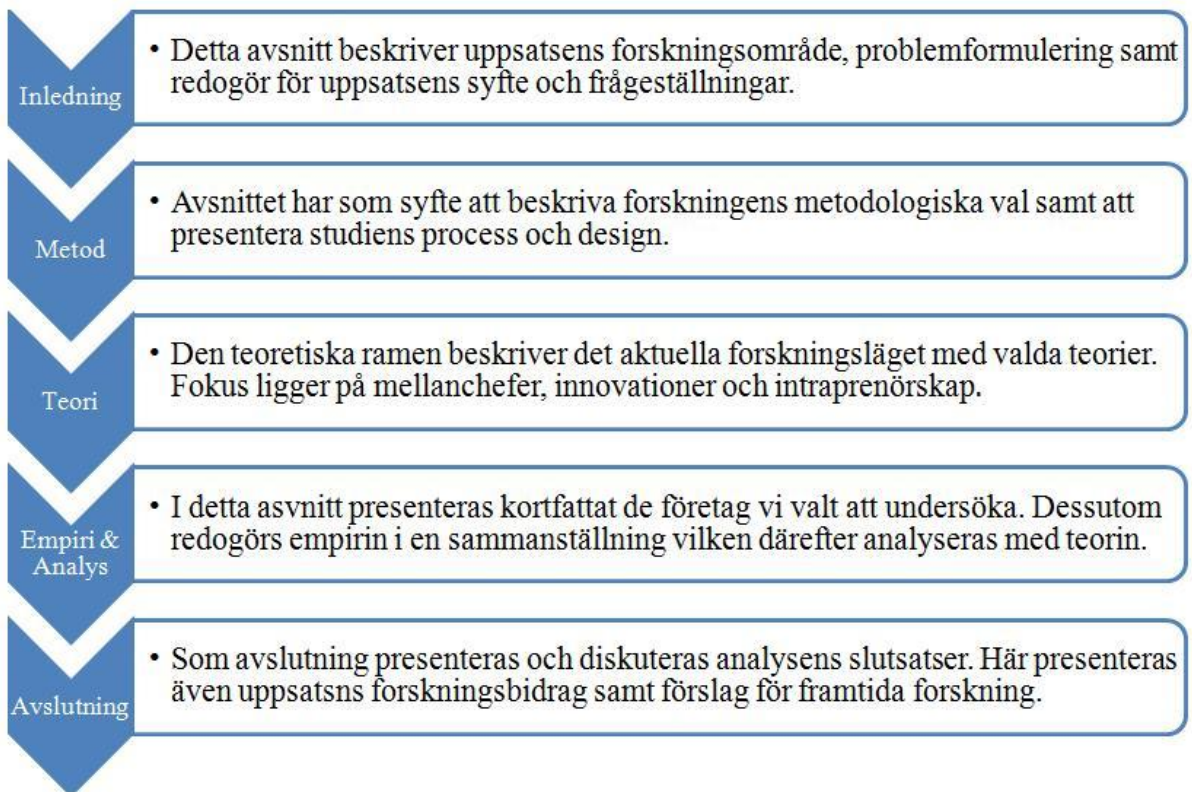 Inledning
• Detta avsnitt beskriver uppsatsens forskningsområde, problemformulering samt
redogör för uppsatsens syfte och frågeställningar.
Metod
• Avsnittet har som syfte att beskriva forskningens metodologiska val samt att
presentera studiens process och design.
Teori
• Den teoretiska ramen beskriver det aktuella forskningsläget med valda teorier.
Fokus ligger på mellanchefer, innovationer och intraprenörskap.
Empiri &
Analys
• I detta asvnitt presenteras kortfattat de företag vi valt att undersöka. Dessutom
redogörs empirin i en sammanställning vilken därefter analyseras med teorin.
Avslutning
• Som avslutning presenteras och diskuteras analysens slutsatser. Här presenteras
även uppsatsns forskningsbidrag samt förslag för framtida forskning.